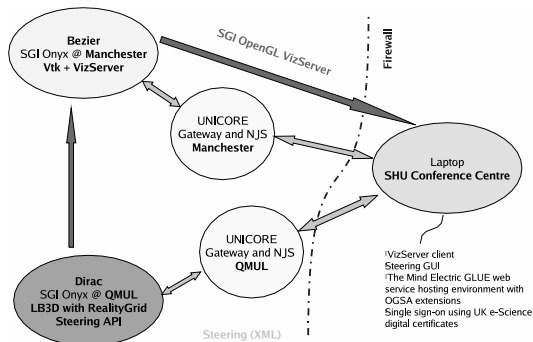 Bezier
SGI Onyx @ Manchester
Vtk + VizServer
SGI OpenGL VizServer
Firewall
UNICORE
Gateway and NJS
Manchester
Laptop
SHU Conference Centre
UNICORE
Gateway and NJS
QMUL
Dirac
SGI Onyx @ QMUL
LB3D with RealityGrid
Steering API
Steering (XML)
VizServer client
Steering GUI
The Mind Electric GLUE web
service hosting environment with
OGSA extensions
Single sign-on using UK e-Science
digital certificates